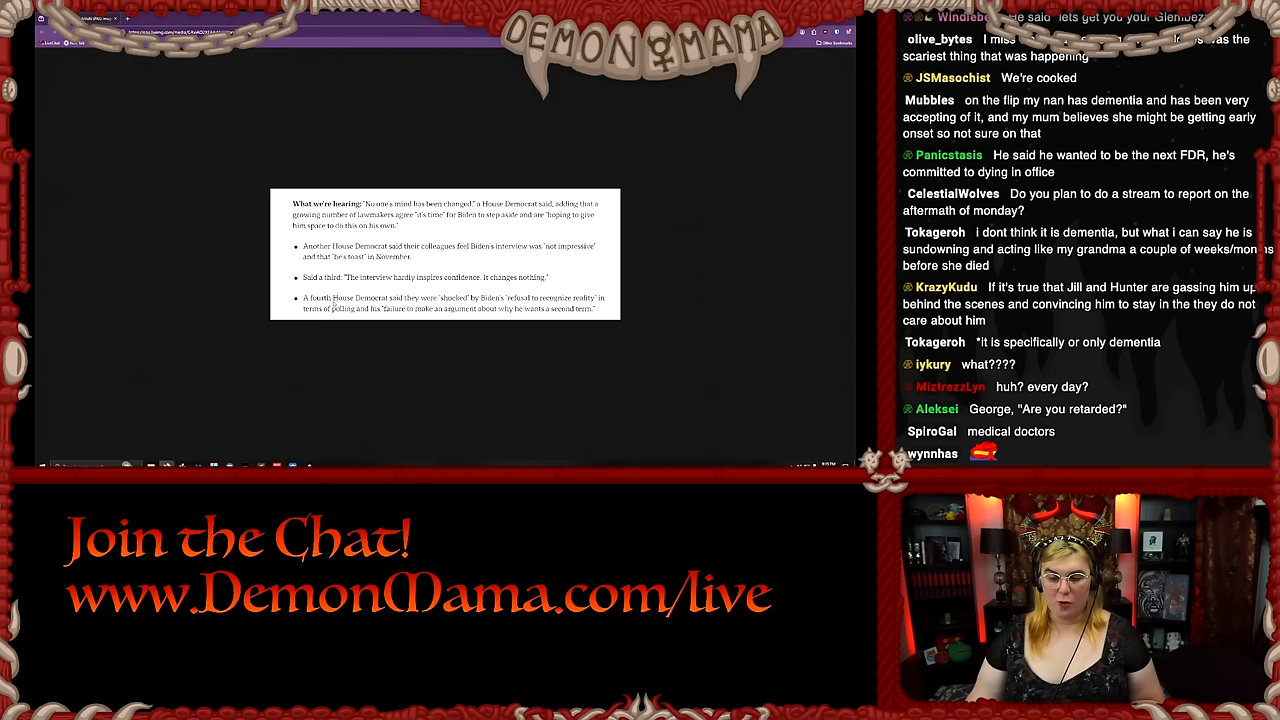 DEMON MAMA
Other Bookmarks
What we're hearing: "No one's mind has been changed," a House Democrat said, adding that a
growing number of lawmakers agree "it's time" for Biden to step aside and are "hoping to give
him space to do this on his own."
Another House Democrat said their colleagues feel Biden's interview was "not impressive"
and that "he's toast" in November.
Said a third: "The interview hardly inspires confidence. It changes nothing."
A fourth House Democrat said they were "shocked" by Biden's "refusal to recognize reality" in
terms of polling and his "failure to make an argument about why he wants a second term."
He said lets get you your
olive_bytes I miss was the
scariest thing that was happening
JSMasochist We're cooked
Mubbles on the flip my nan has dementia and has been very
accepting of it, and my mum believes she might be getting early
onset so not sure on that
Panicstasis He said he wanted to be the next FDR, he's
committed to dying in office
CelestialWolves Do you plan to do a stream to report on the
aftermath of monday?
Tokageroh i dont think it is dementia, but what i can say he is
sundowning and acting like my grandma a couple of weeks/months
before she died
KrazyKudu If it's true that Jill and Hunter are gassing him up
behind the scenes and convincing him to stay in the they do not
care about him
Tokageroh *it is specifically or only dementia
iykury what????
MiztrezzLyn huh? every day?
Aleksei George, "Are you retarded?"
SpiroGal medical doctors
wynnhas
Join the Chat!
www.DemonMama.com/live